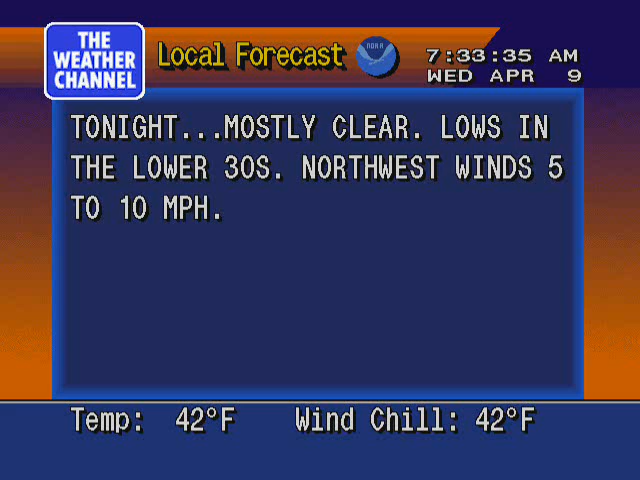 THE
WEATHER
CHANNEL
Local Forecast
NOAA
7:33:35 AM
WED APR 9
TONIGHT...MOSTLY CLEAR. LOWS IN
THE LOWER 30S. NORTHWEST WINDS 5
TO 10 MPH.
Temp: 42°F Wind Chill: 42°F